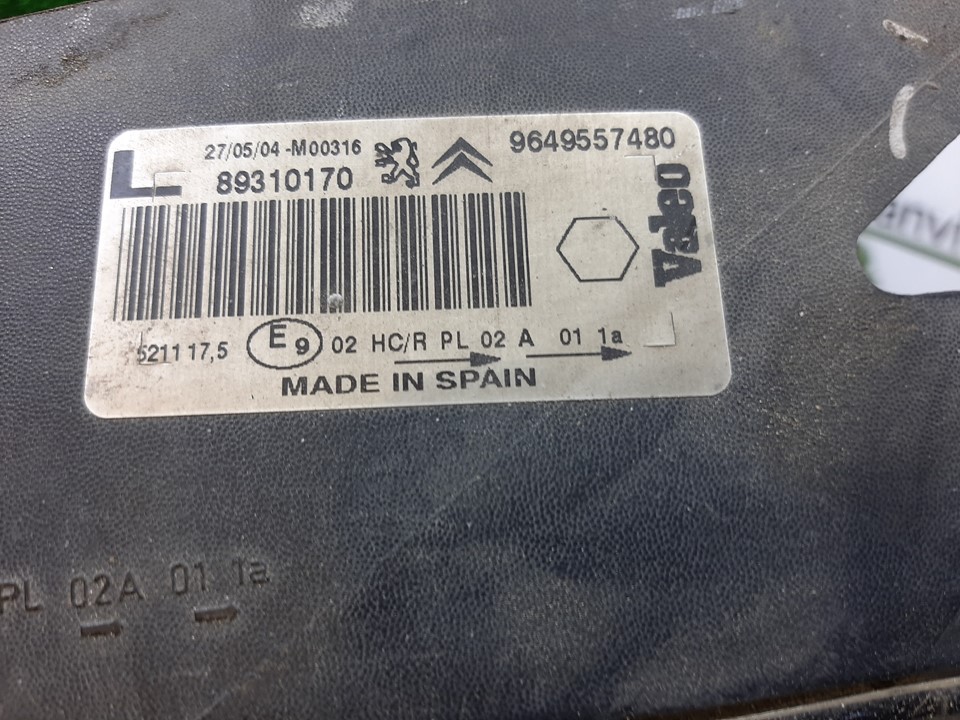 L
27/05/04 -M00316
9649557480
89310170
Valeo
5211 17,5
E9 02 HC/R PL 02 A 01 1a
MADE IN SPAIN
PL 02A 01 1a